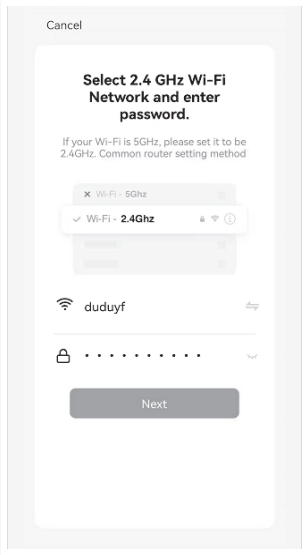 Cancel
Select 2.4 GHz Wi-Fi
Network and enter
password.
If your Wi-Fi is 5GHz, please set it to be
2.4GHz. Common router setting method
Wi-Fi - 5Ghz
Wi-Fi - 2.4Ghz
duduyf
Next